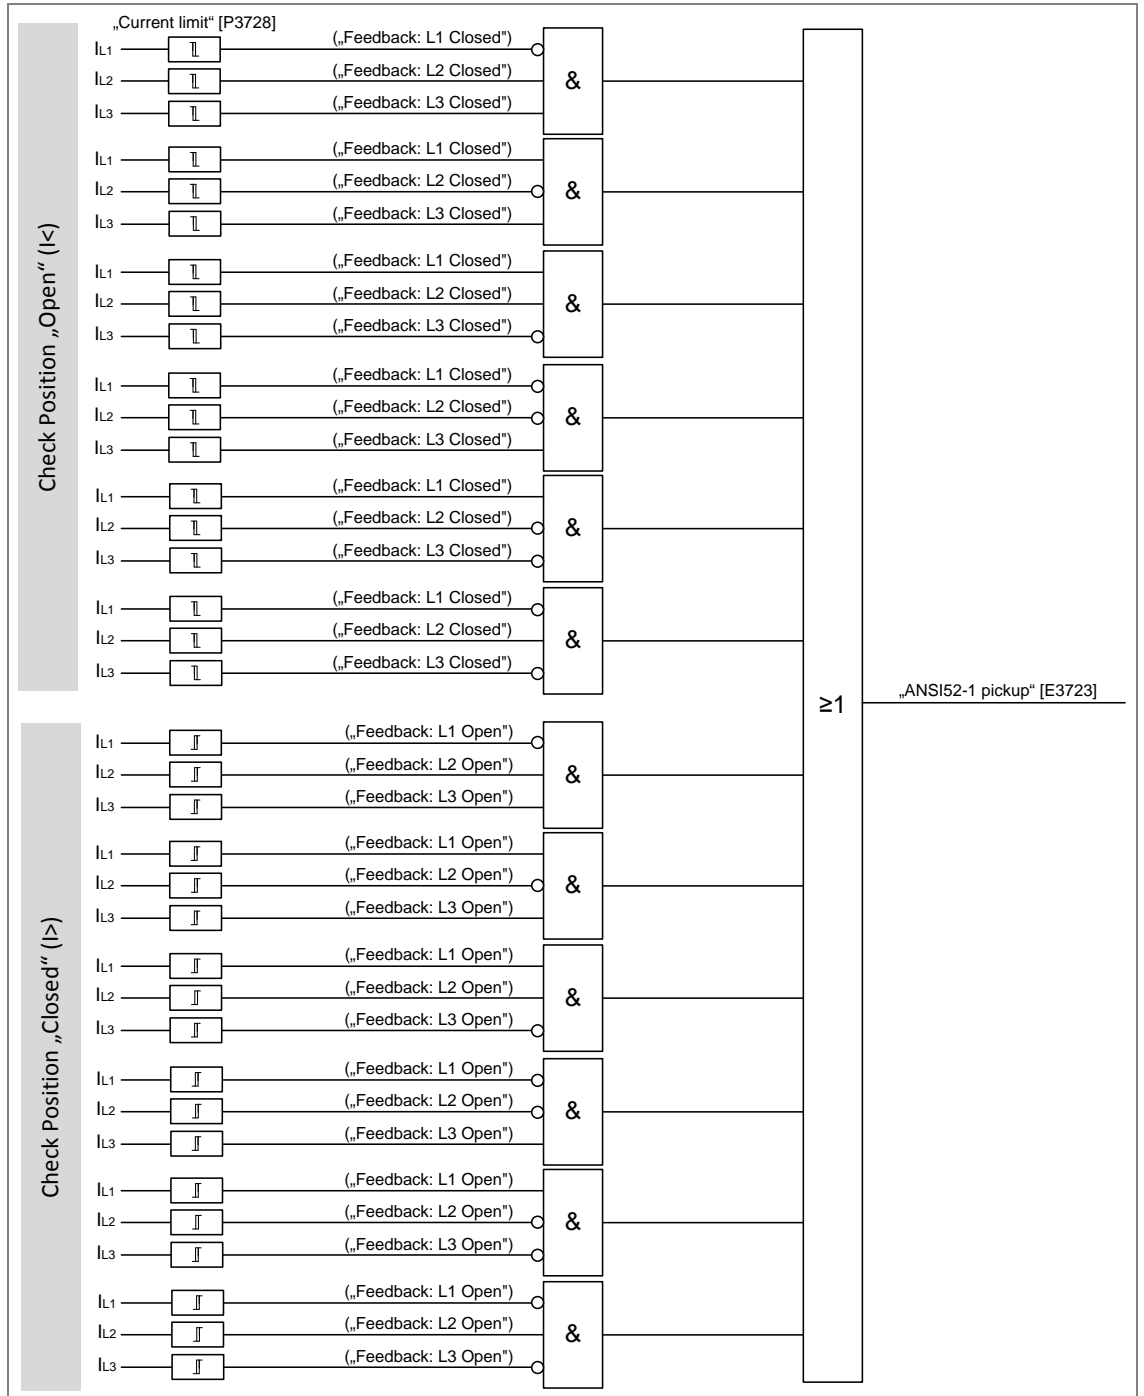 „Current limit“ [P3728]
Check Position „Open“ (I<)
IL1 („Feedback: L1 Closed")
IL2 („Feedback: L2 Closed") &
IL3 („Feedback: L3 Closed")
IL1 („Feedback: L1 Closed")
IL2 („Feedback: L2 Closed") &
IL3 („Feedback: L3 Closed")
IL1 („Feedback: L1 Closed")
IL2 („Feedback: L2 Closed") &
IL3 („Feedback: L3 Closed")
IL1 („Feedback: L1 Closed")
IL2 („Feedback: L2 Closed") &
IL3 („Feedback: L3 Closed")
IL1 („Feedback: L1 Closed")
IL2 („Feedback: L2 Closed") &
IL3 („Feedback: L3 Closed")
IL1 („Feedback: L1 Closed")
IL2 („Feedback: L2 Closed") &
IL3 („Feedback: L3 Closed")
≥1 „ANSI52-1 pickup“ [E3723]
Check Position „Closed“ (I>)
IL1 („Feedback: L1 Open")
IL2 („Feedback: L2 Open") &
IL3 („Feedback: L3 Open")
IL1 („Feedback: L1 Open")
IL2 („Feedback: L2 Open") &
IL3 („Feedback: L3 Open")
IL1 („Feedback: L1 Open")
IL2 („Feedback: L2 Open") &
IL3 („Feedback: L3 Open")
IL1 („Feedback: L1 Open")
IL2 („Feedback: L2 Open") &
IL3 („Feedback: L3 Open")
IL1 („Feedback: L1 Open")
IL2 („Feedback: L2 Open") &
IL3 („Feedback: L3 Open")
IL1 („Feedback: L1 Open")
IL2 („Feedback: L2 Open") &
IL3 („Feedback: L3 Open")